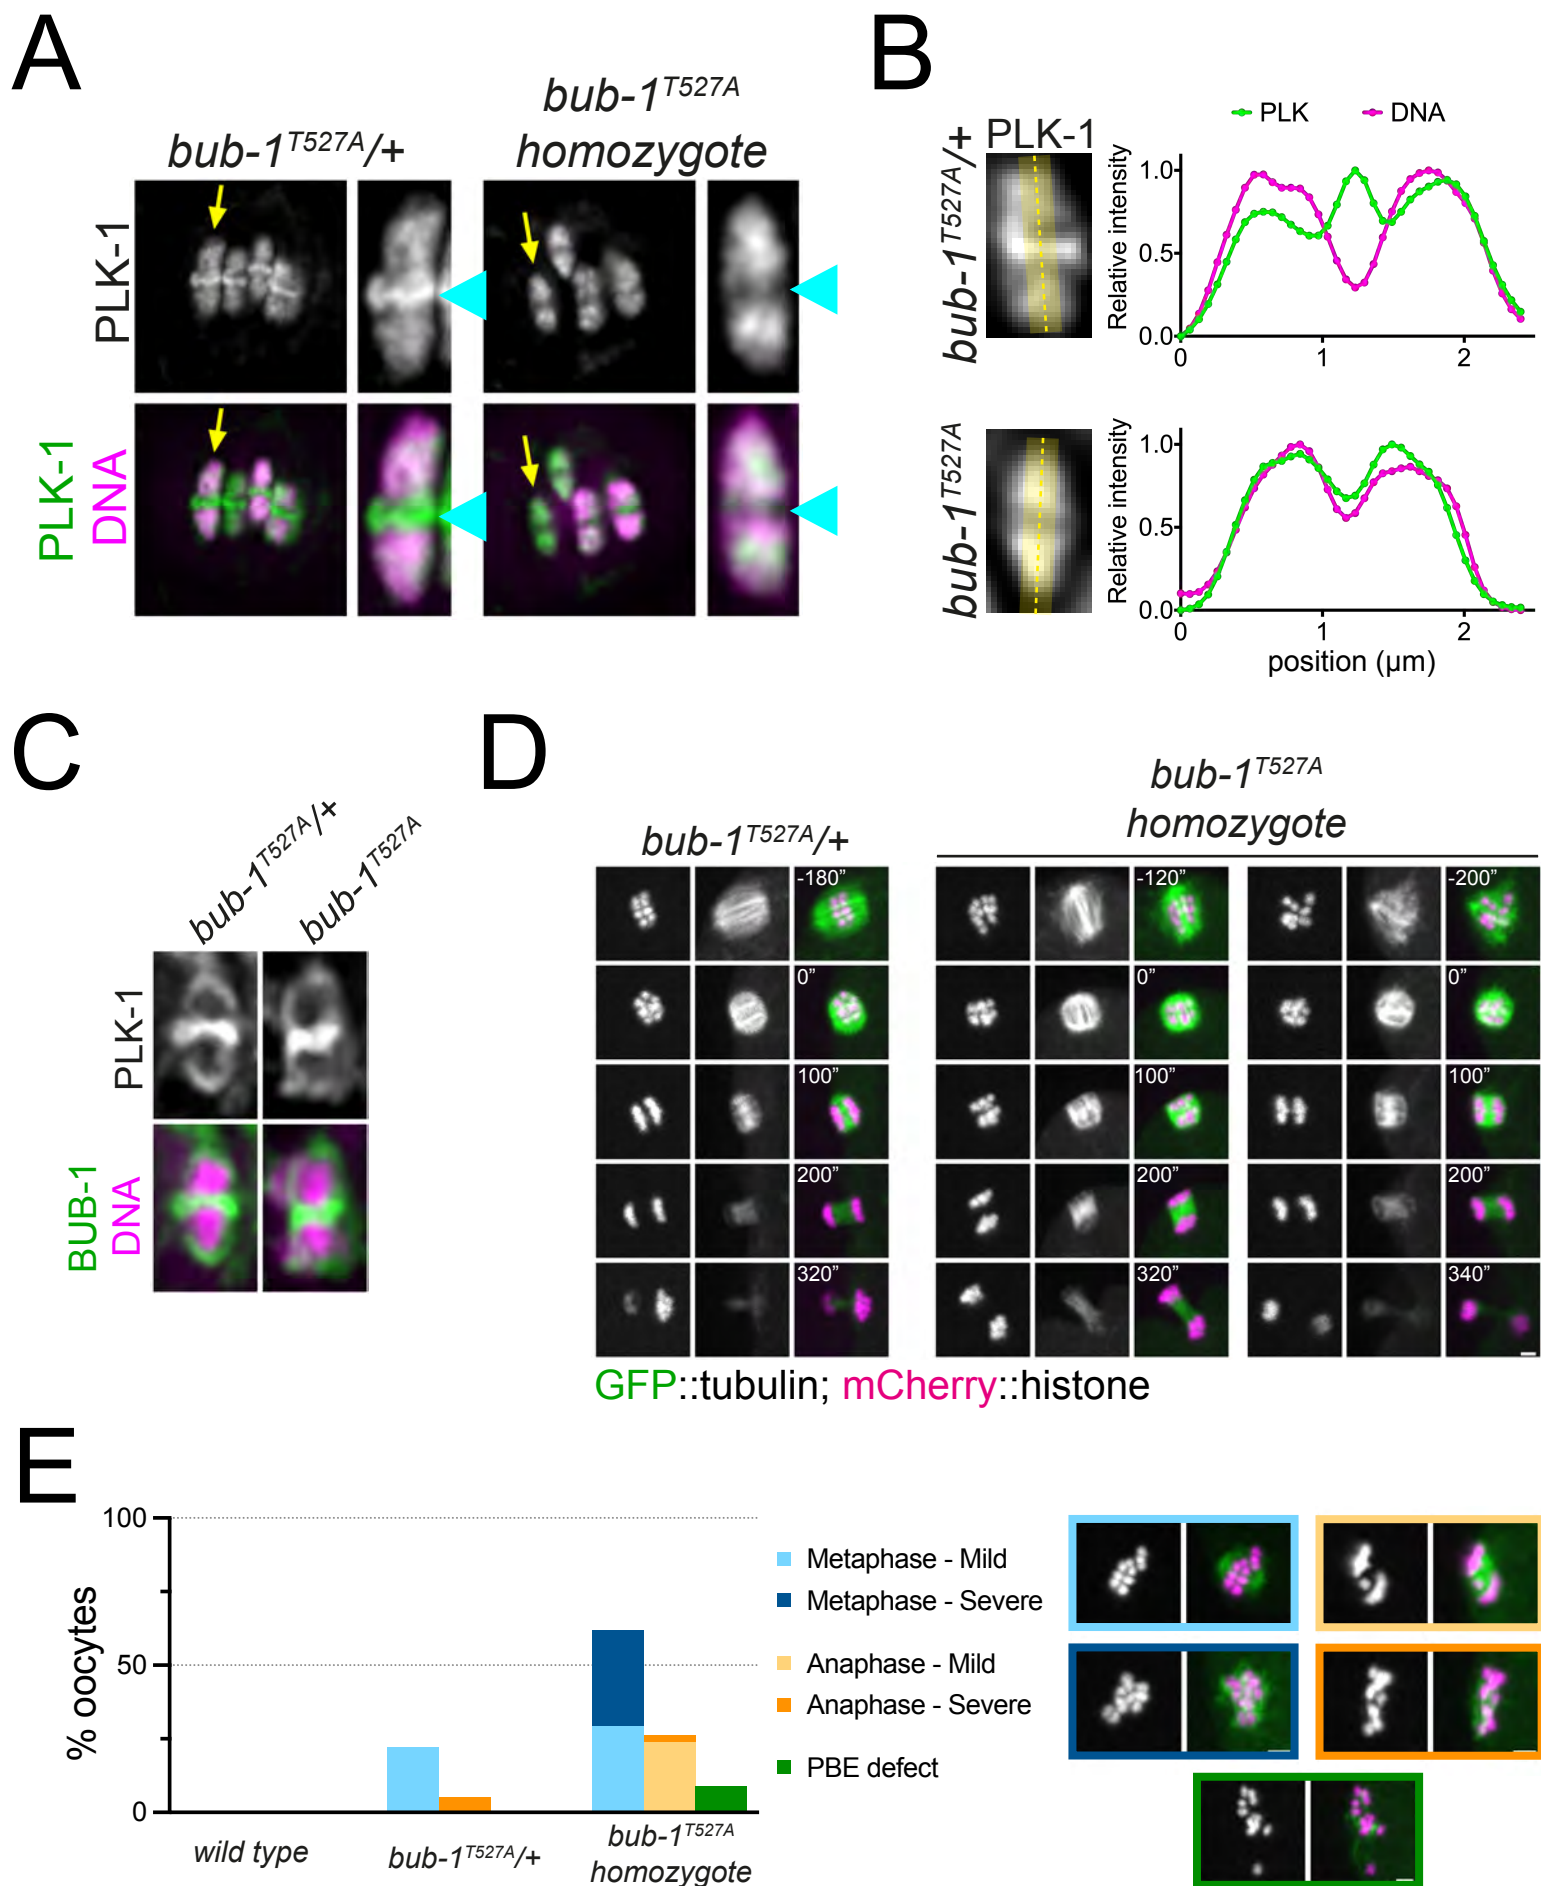 A
bub-1T527A/+
bub-1T527A
homozygote
PLK-1
PLK-1
DNA
B
PLK
DNA
bub-1T527A/+
PLK-1
Relative intensity
1.0
0.5
0.0
0
1
2
bub-1T527A
Relative intensity
1.0
0.5
0.0
0
1
2
position (µm)
C
bub-1T527A/+
bub-1T527A
PLK-1
BUB-1
DNA
D
bub-1T527A/+
bub-1T527A
homozygote
-180”
-120”
-200”
0”
0”
0”
100”
100”
100”
200”
200”
200”
320”
320”
340”
GFP::tubulin; mCherry::histone
E
% oocytes
100
50
0
wild type
bub-1T527A/+
bub-1T527A
homozygote
Metaphase - Mild
Metaphase - Severe
Anaphase - Mild
Anaphase - Severe
PBE defect